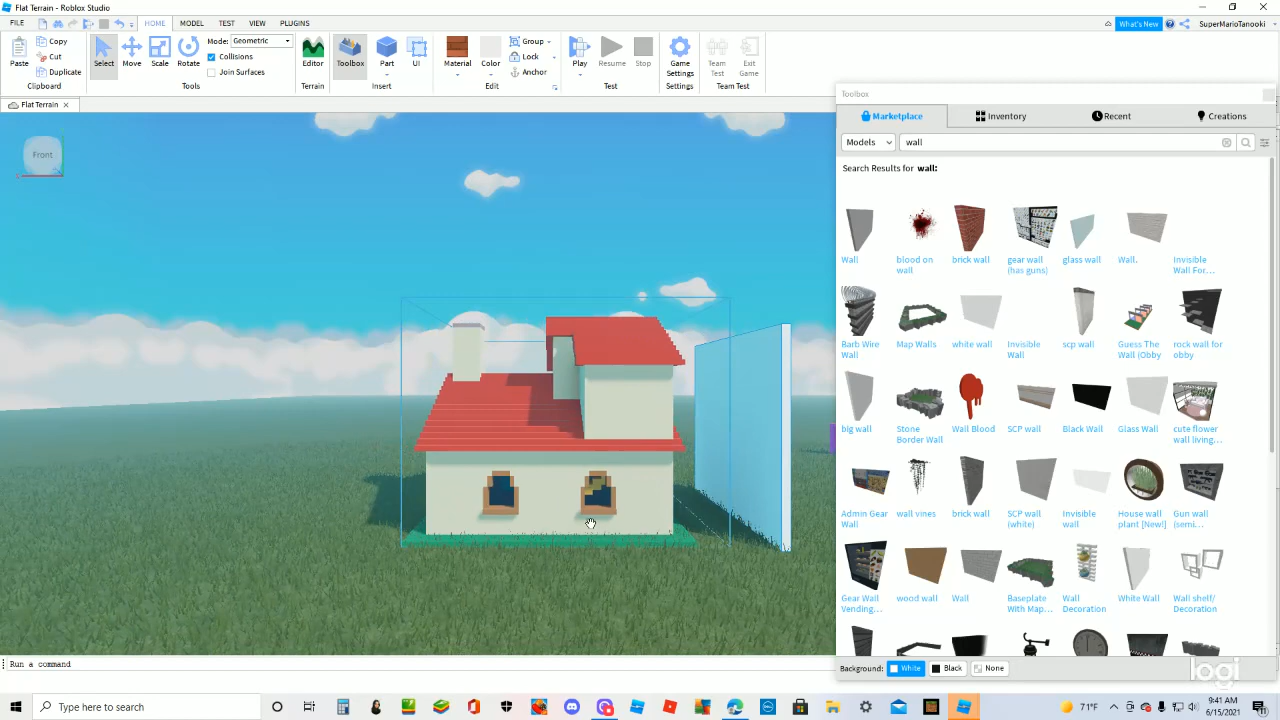 Flat Terrain - Roblox Studio
FILE HOME MODEL TEST VIEW PLUGINS What's New SuperMarioTanooki
Paste Copy Cut Duplicate Select Move Scale Rotate Mode: Geometric Collisions Join Surfaces Editor Toolbox Part UI Material Color Group Lock Anchor Play Resume Stop Game Settings Team Test Exit Game
Clipboard Tools Terrain Insert Edit Test Settings Team Test
Flat Terrain
Front
Toolbox
Marketplace Inventory Recent Creations
Models wall
Search Results for wall:
Wall blood on wall brick wall gear wall (has guns) glass wall Wall. Invisible Wall For...
Barb Wire Wall Map Walls white wall Invisible Wall scp wall Guess The Wall (Obby rock wall for obby
big wall Stone Border Wall Wall Blood SCP wall Black Wall Glass Wall cute flower wall living...
Admin Gear Wall wall vines brick wall SCP wall (white) Invisible wall House wall plant [New!] Gun wall (semi...
Gear Wall Vending... wood wall Wall Baseplate With Map... Wall Decoration White Wall Wall shelf/ Decoration
Background: White Black None
logi
Run a command
Type here to search 71°F 9:41 AM
6/15/2021